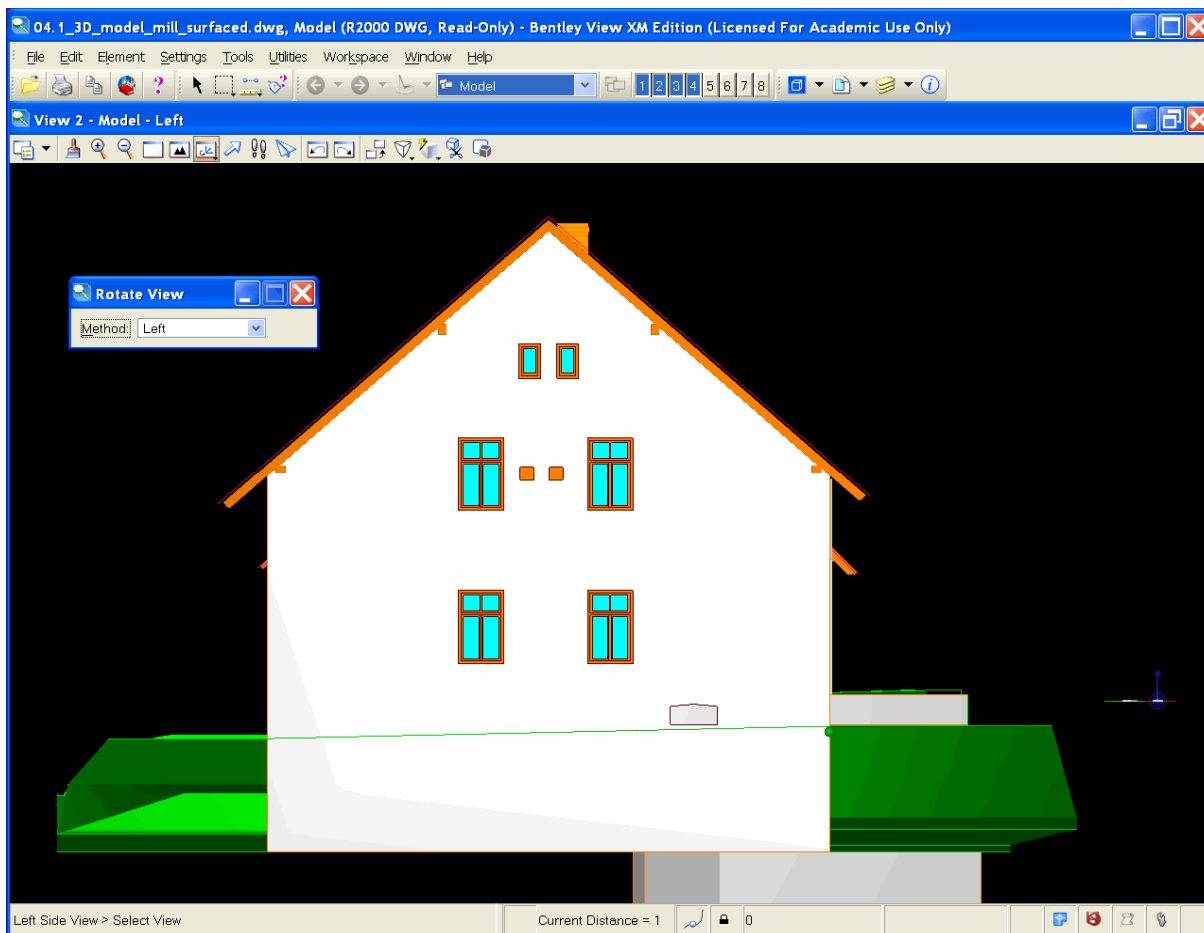 04.1_3D_model_mill_surfaced.dwg, Model (R2000 DWG, Read-Only) - Bentley View XM Edition (Licensed For Academic Use Only)
File Edit Element Settings Tools Utilities Workspace Window Help
Model 1 2 3 4 5 6 7 8
View 2 - Model - Left
Rotate View
Method: Left
Left Side View > Select View Current Distance = 1 0